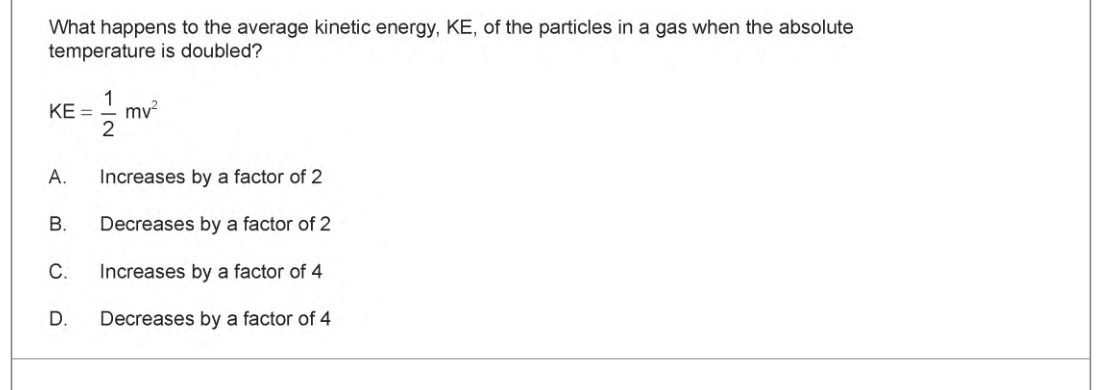 What happens to the average kinetic energy, KE, of the particles in a gas when the absolute
temperature is doubled?
KE = 1/2 mv²
A. Increases by a factor of 2
B. Decreases by a factor of 2
C. Increases by a factor of 4
D. Decreases by a factor of 4